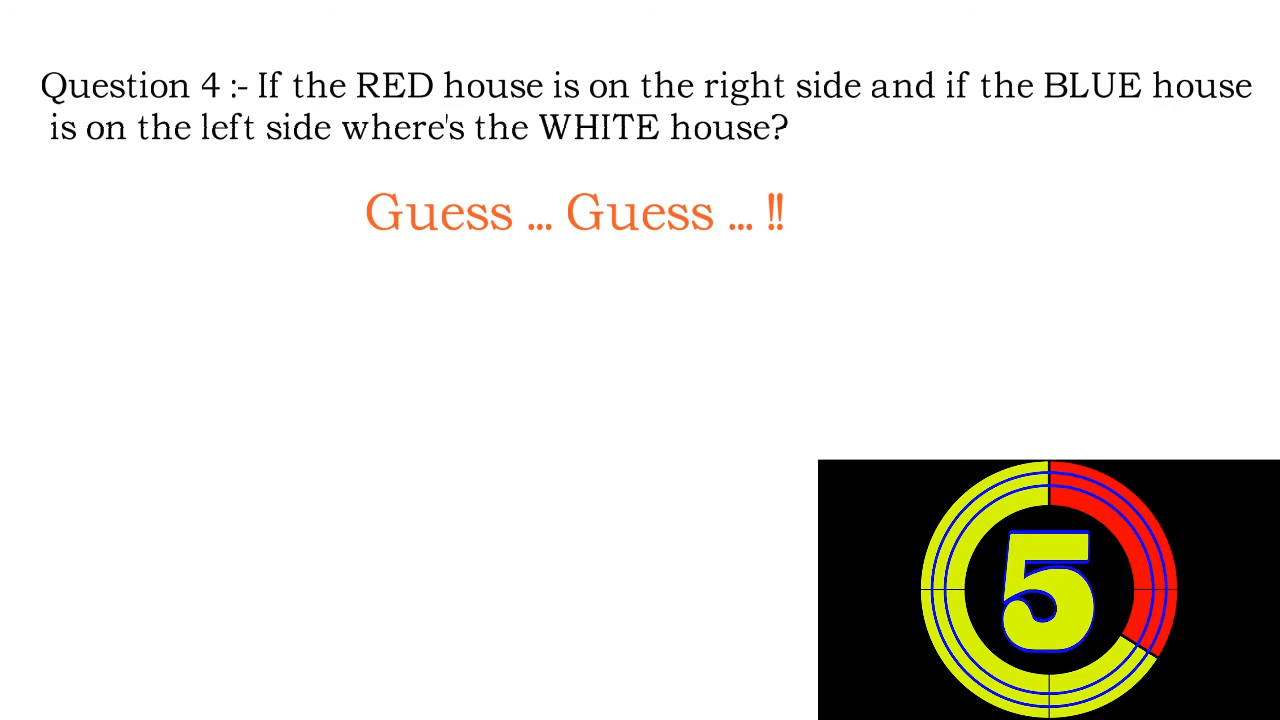 Question 4 :- If the RED house is on the right side and if the BLUE house
is on the left side where's the WHITE house?
Guess ... Guess ... !!
5